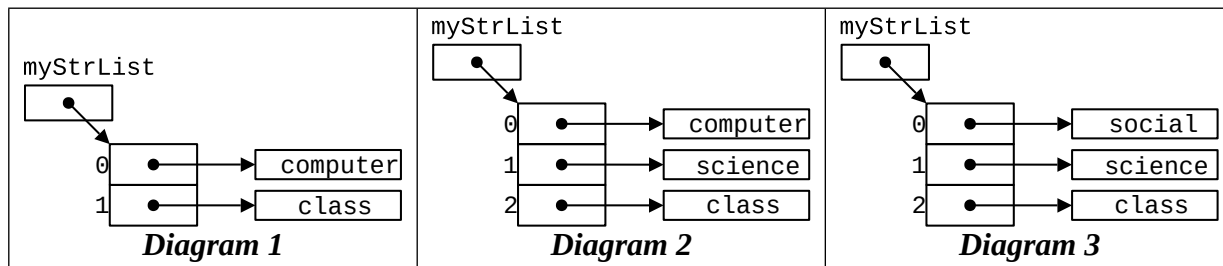 myStrList
0 computer
1 class
Diagram 1
myStrList
0 computer
1 science
2 class
Diagram 2
myStrList
0 social
1 science
2 class
Diagram 3